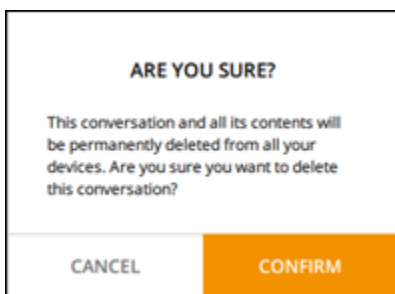 ARE YOU SURE?
This conversation and all its contents will
be permanently deleted from all your
devices. Are you sure you want to delete
this conversation?
CANCEL CONFIRM